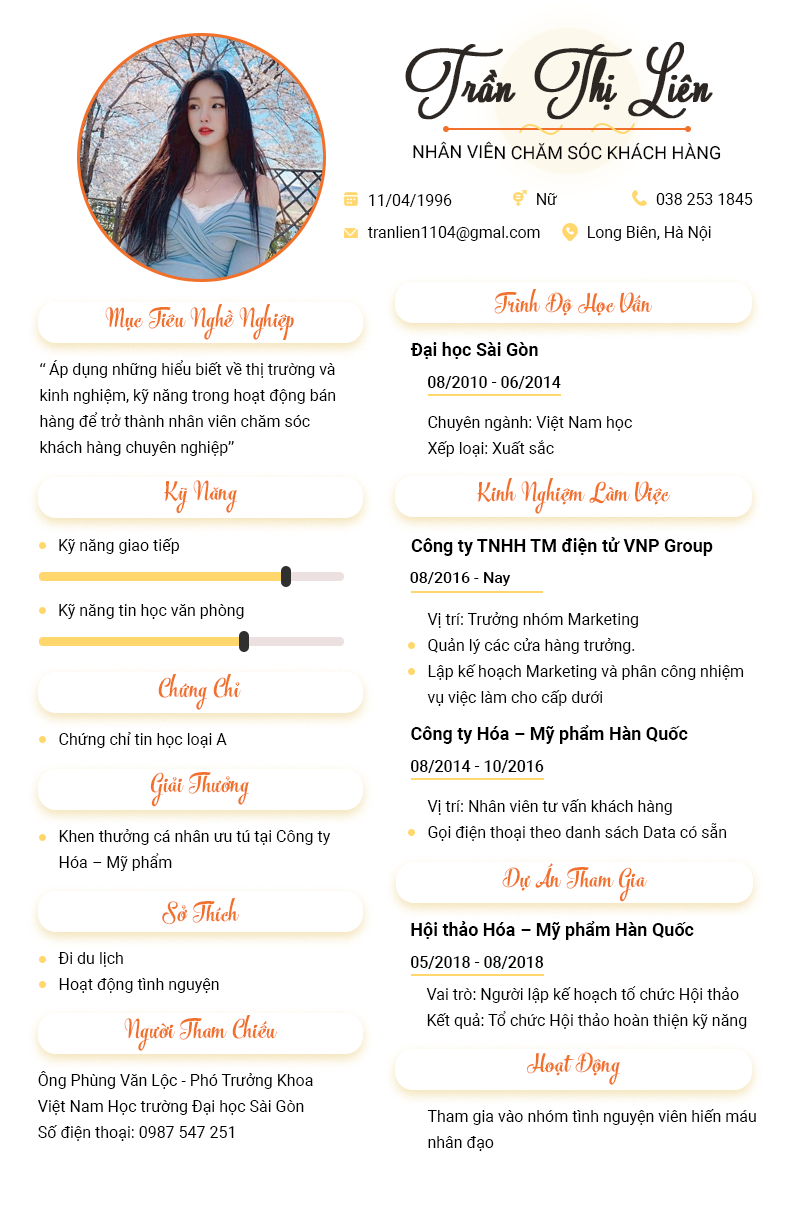 Trần Thị Liên
NHÂN VIÊN CHĂM SÓC KHÁCH HÀNG
11/04/1996
Nữ
038 253 1845
tranlien1104@gmal.com
Long Biên, Hà Nội
Mục Tiêu Nghề Nghiệp
“ Áp dụng những hiểu biết về thị trường và
kinh nghiệm, kỹ năng trong hoạt động bán
hàng để trở thành nhân viên chăm sóc
khách hàng chuyên nghiệp”
Kỹ Năng
Kỹ năng giao tiếp
Kỹ năng tin học văn phòng
Chứng Chỉ
Chứng chỉ tin học loại A
Giải Thưởng
Khen thưởng cá nhân ưu tú tại Công ty
Hóa – Mỹ phẩm
Sở Thích
Đi du lịch
Hoạt động tình nguyện
Người Tham Chiếu
Ông Phùng Văn Lộc - Phó Trưởng Khoa
Việt Nam Học trường Đại học Sài Gòn
Số điện thoại: 0987 547 251
Trình Độ Học Vấn
Đại học Sài Gòn
08/2010 - 06/2014
Chuyên ngành: Việt Nam học
Xếp loại: Xuất sắc
Kinh Nghiệm Làm Việc
Công ty TNHH TM điện tử VNP Group
08/2016 - Nay
Vị trí: Trưởng nhóm Marketing
Quản lý các cửa hàng trưởng.
Lập kế hoạch Marketing và phân công nhiệm
vụ việc làm cho cấp dưới
Công ty Hóa – Mỹ phẩm Hàn Quốc
08/2014 - 10/2016
Vị trí: Nhân viên tư vấn khách hàng
Gọi điện thoại theo danh sách Data có sẵn
Dự Án Tham Gia
Hội thảo Hóa – Mỹ phẩm Hàn Quốc
05/2018 - 08/2018
Vai trò: Người lập kế hoạch tố chức Hội thảo
Kết quả: Tổ chức Hội thảo hoàn thiện kỹ năng
Hoạt Động
Tham gia vào nhóm tình nguyện viên hiến máu
nhân đạo